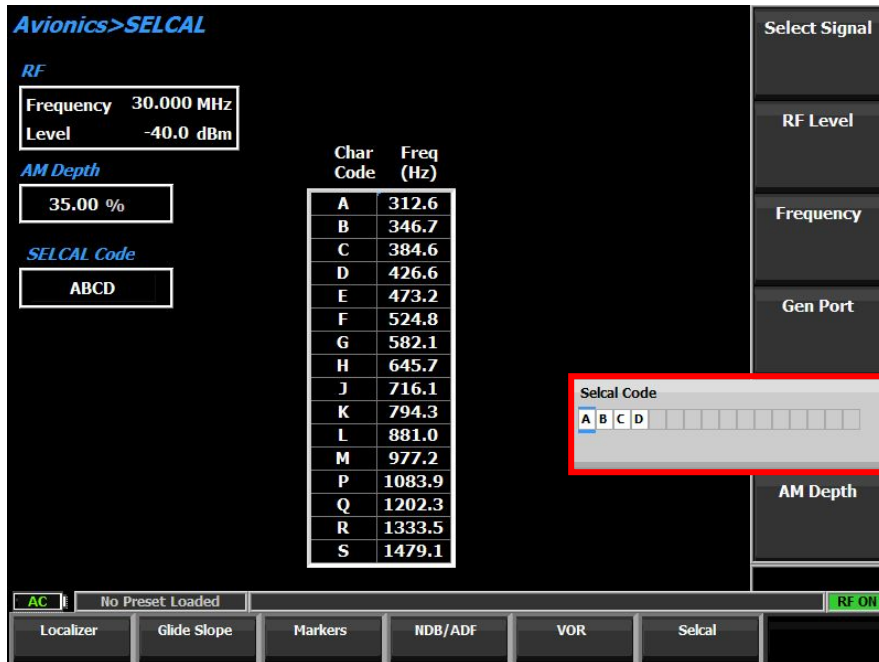 Avionics>SELCAL
RF
Frequency 30.000 MHz
Level -40.0 dBm
AM Depth
35.00 %
SELCAL Code
ABCD
Char Freq
Code (Hz)
A 312.6
B 346.7
C 384.6
D 426.6
E 473.2
F 524.8
G 582.1
H 645.7
J 716.1
K 794.3
L 881.0
M 977.2
P 1083.9
Q 1202.3
R 1333.5
S 1479.1
Select Signal
RF Level
Frequency
Gen Port
Selcal Code
A B C D
AM Depth
AC No Preset Loaded RF ON
Localizer Glide Slope Markers NDB/ADF VOR Selcal